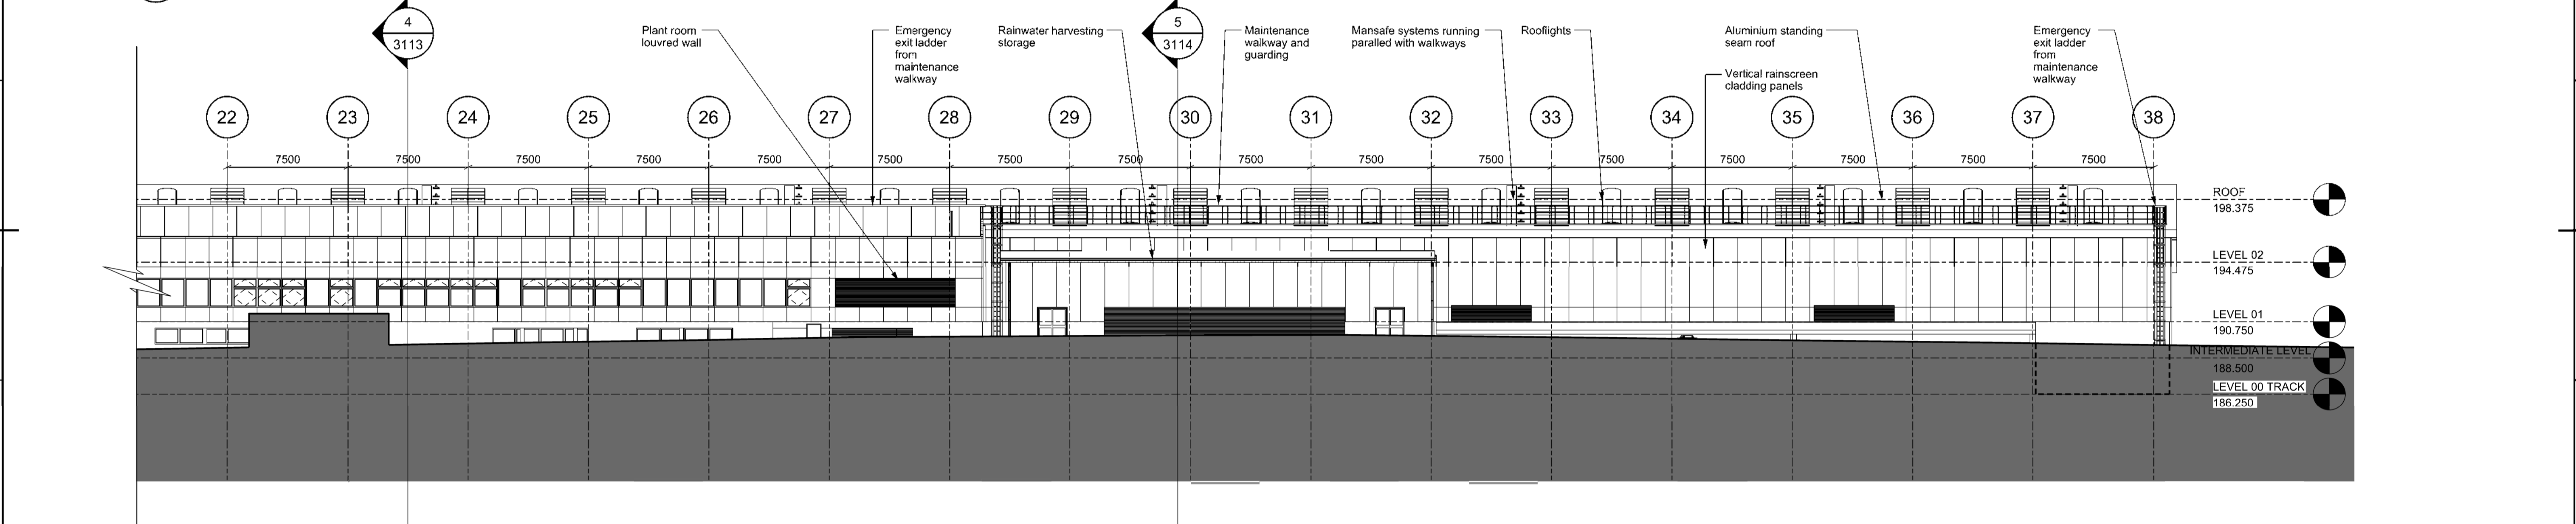 4
3113
5
3114
Plant room
louvred wall
Emergency
exit ladder
from
maintenance
walkway
Rainwater harvesting
storage
Maintenance
walkway and
guarding
Mansafe systems running
paralled with walkways
Rooflights
Aluminium standing
seam roof
Vertical rainscreen
cladding panels
Emergency
exit ladder
from
maintenance
walkway
22 23 24 25 26 27 28 29 30 31 32 33 34 35 36 37 38
7500 7500 7500 7500 7500 7500 7500 7500 7500 7500 7500 7500 7500 7500 7500 7500
ROOF
198.375
LEVEL 02
194.475
LEVEL 01
190.750
INTERMEDIATE LEVEL
188.500
LEVEL 00 TRACK
186.250